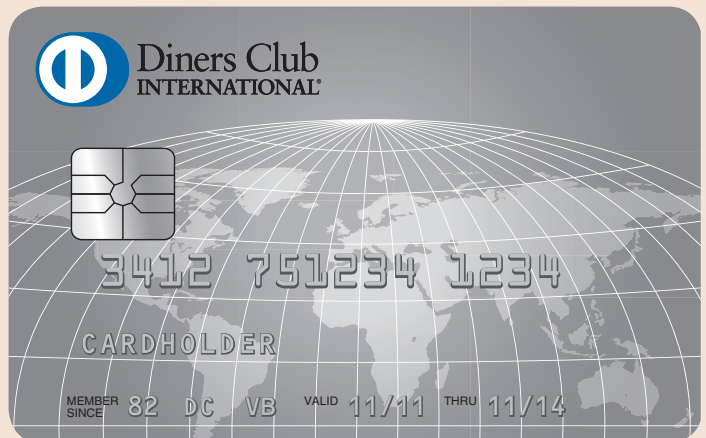 Diners Club
INTERNATIONAL®
3412 751234 1234
CARDHOLDER
MEMBER SINCE 82 DC VB VALID 11/11 THRU 11/14